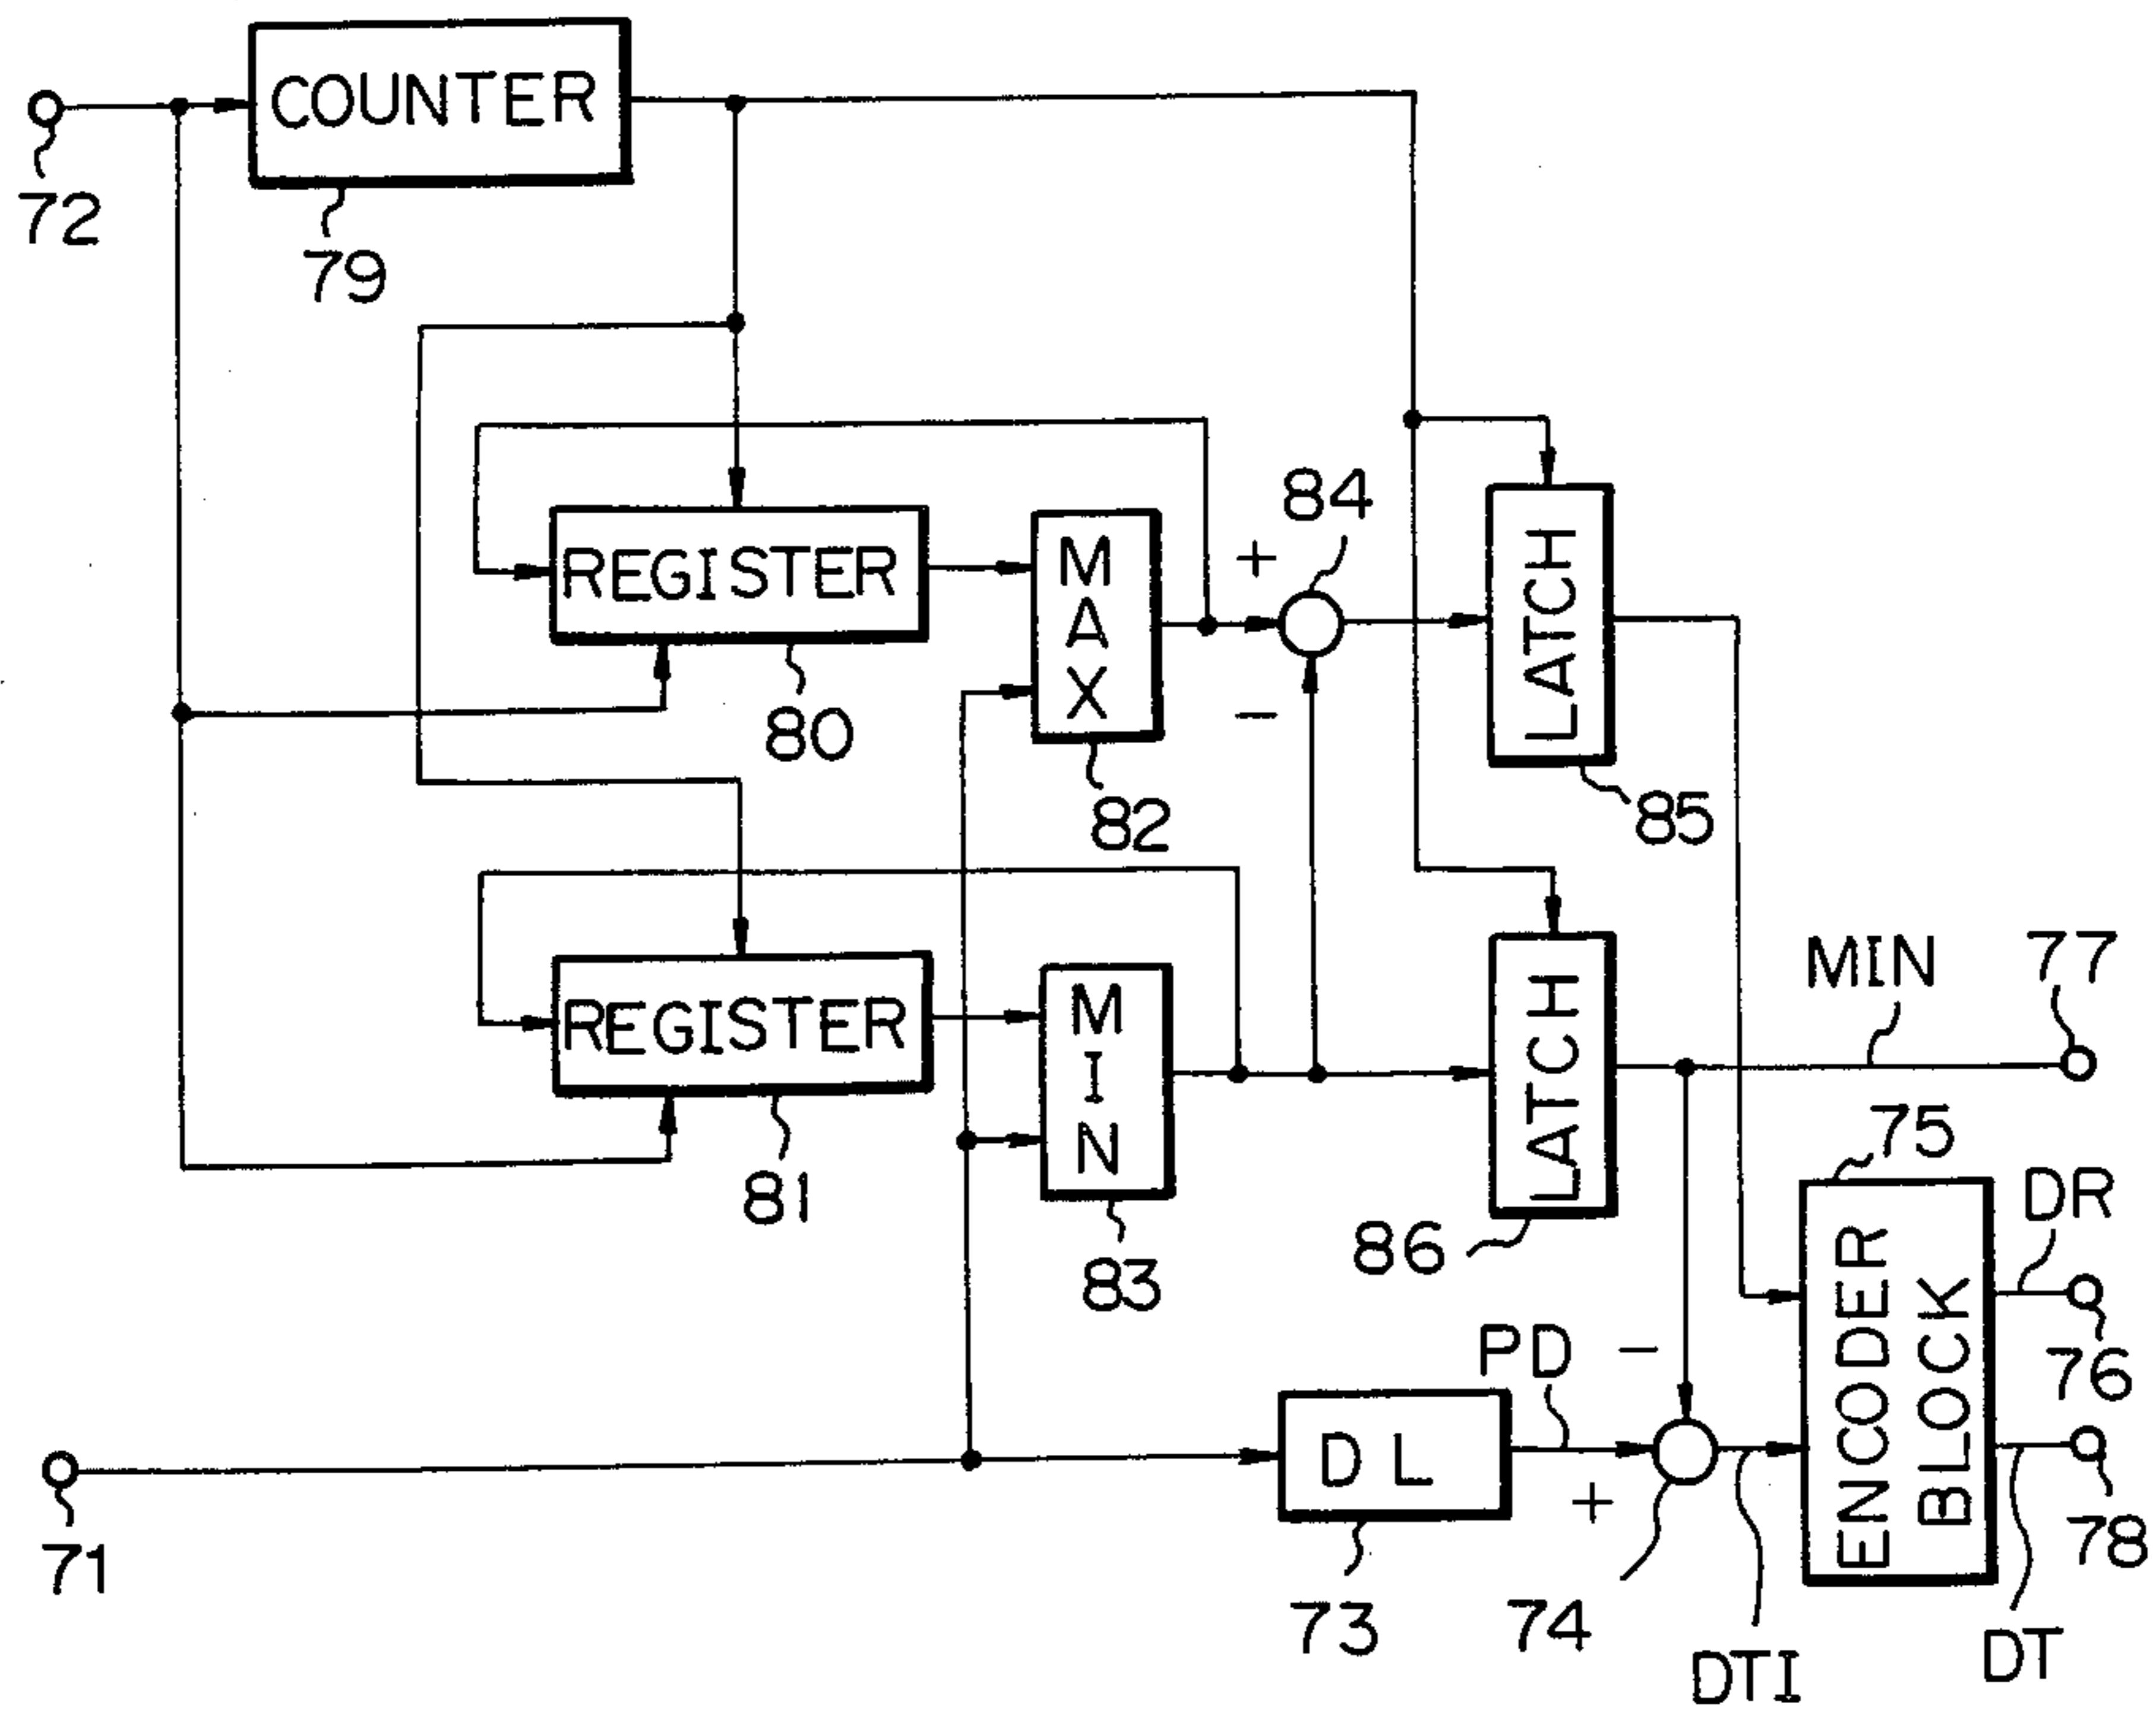 COUNTER
72
79
84
+
REGISTER
MAX
LATCH
80
−
82
85
REGISTER
MIN
LATCH
MIN
77
75
81
83
86
DR
ENCODER
BLOCK
PD
−
76
DL
+
71
73
74
DTI
78
DT